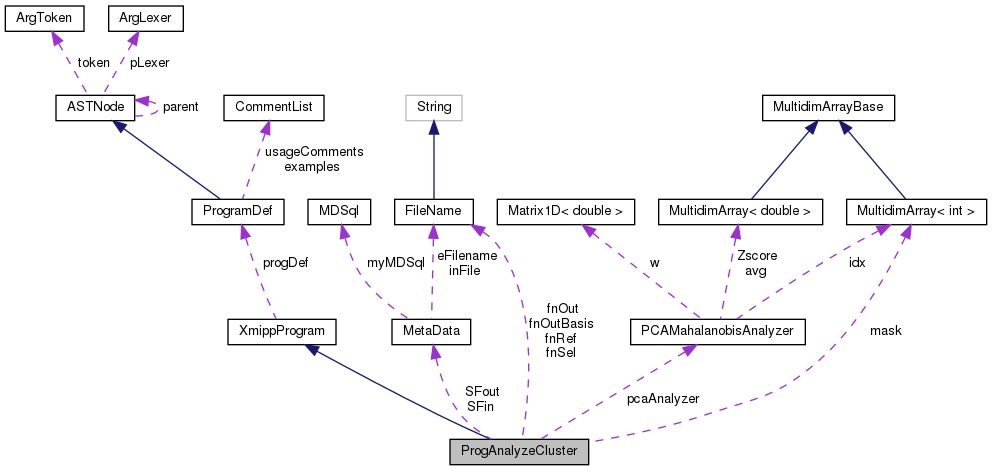 ArgToken
ArgLexer
token
pLexer
ASTNode
parent
CommentList
String
MultidimArrayBase
usageComments
examples
ProgramDef
MDSql
FileName
Matrix1D< double >
MultidimArray< double >
MultidimArray< int >
progDef
myMDSql
eFilename
inFile
w
Zscore
avg
idx
fnOut
fnOutBasis
fnRef
fnSel
XmippProgram
MetaData
PCAMahalanobisAnalyzer
mask
SFout
SFin
pcaAnalyzer
ProgAnalyzeCluster